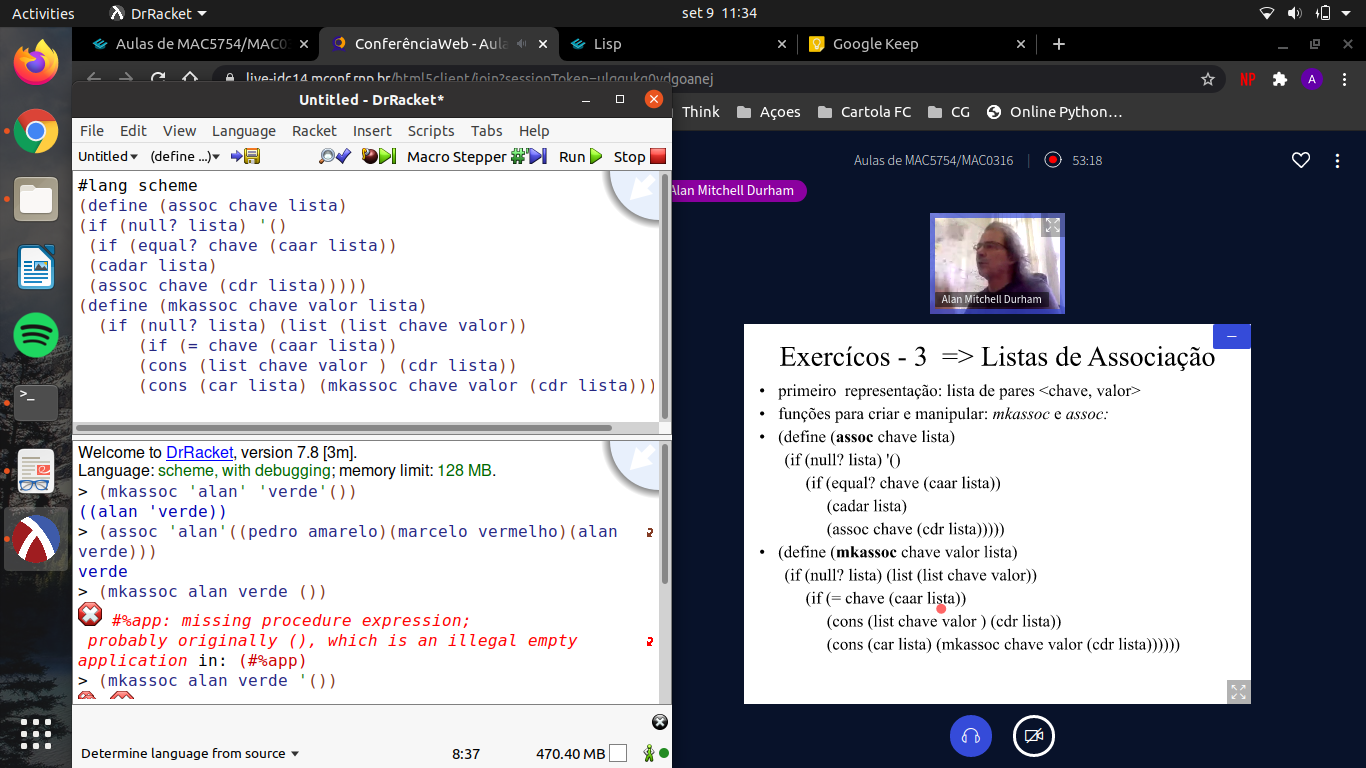 Activities
DrRacket
set 9 11:34
Aulas de MAC5754/MAC03
ConferênciaWeb - Aula
Lisp
Google Keep
live-idc14.mconf.rnp.br/html5client/join?sessionToken=
NP
A
Think
Açoes
Cartola FC
CG
Online Python…
Untitled - DrRacket*
File Edit View Language Racket Insert Scripts Tabs Help
Untitled
(define ...)
Macro Stepper
Run
Stop
#lang scheme
(define (assoc chave lista)
(if (null? lista) '()
(if (equal? chave (caar lista))
(cadar lista)
(assoc chave (cdr lista)))))
(define (mkassoc chave valor lista)
(if (null? lista) (list (list chave valor))
(if (= chave (caar lista))
(cons (list chave valor ) (cdr lista))
(cons (car lista) (mkassoc chave valor (cdr lista)))
Welcome to DrRacket, version 7.8 [3m].
Language: scheme, with debugging; memory limit: 128 MB.
> (mkassoc 'alan' 'verde'())
((alan 'verde))
> (assoc 'alan'((pedro amarelo)(marcelo vermelho)(alan
verde)))
verde
> (mkassoc alan verde ())
#%app: missing procedure expression;
probably originally (), which is an illegal empty
application in: (#%app)
> (mkassoc alan verde '())
Determine language from source
8:37
470.40 MB
Aulas de MAC5754/MAC0316
53:18
Alan Mitchell Durham
Alan Mitchell Durham
Exercícos - 3 => Listas de Associação
• primeiro representação: lista de pares <chave, valor>
• funções para criar e manipular: mkassoc e assoc:
• (define (assoc chave lista)
(if (null? lista) '()
(if (equal? chave (caar lista))
(cadar lista)
(assoc chave (cdr lista)))))
• (define (mkassoc chave valor lista)
(if (null? lista) (list (list chave valor))
(if (= chave (caar lista))
(cons (list chave valor ) (cdr lista))
(cons (car lista) (mkassoc chave valor (cdr lista))))))